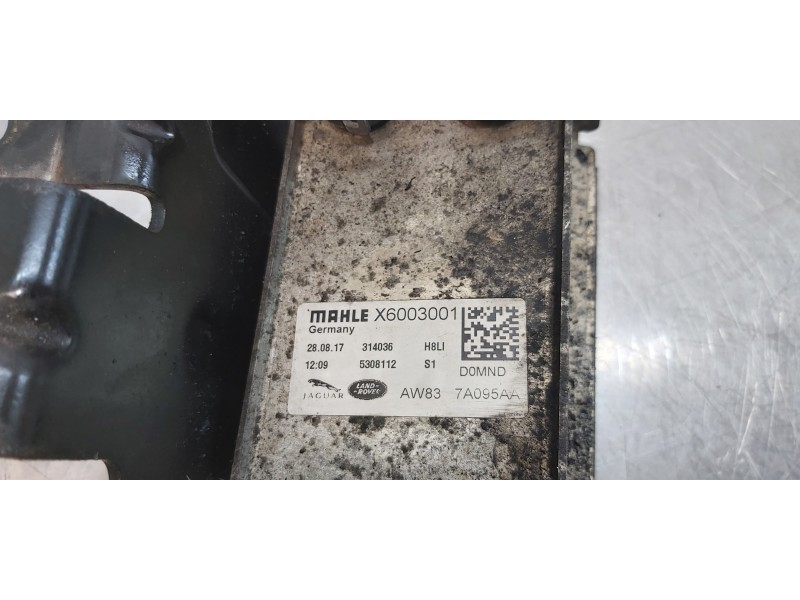 MAHLE X6003001
Germany
28.08.17 314036 H8LI
12:09 5308112 S1
D0MND
JAGUAR LAND ROVER AW83 7A095AA